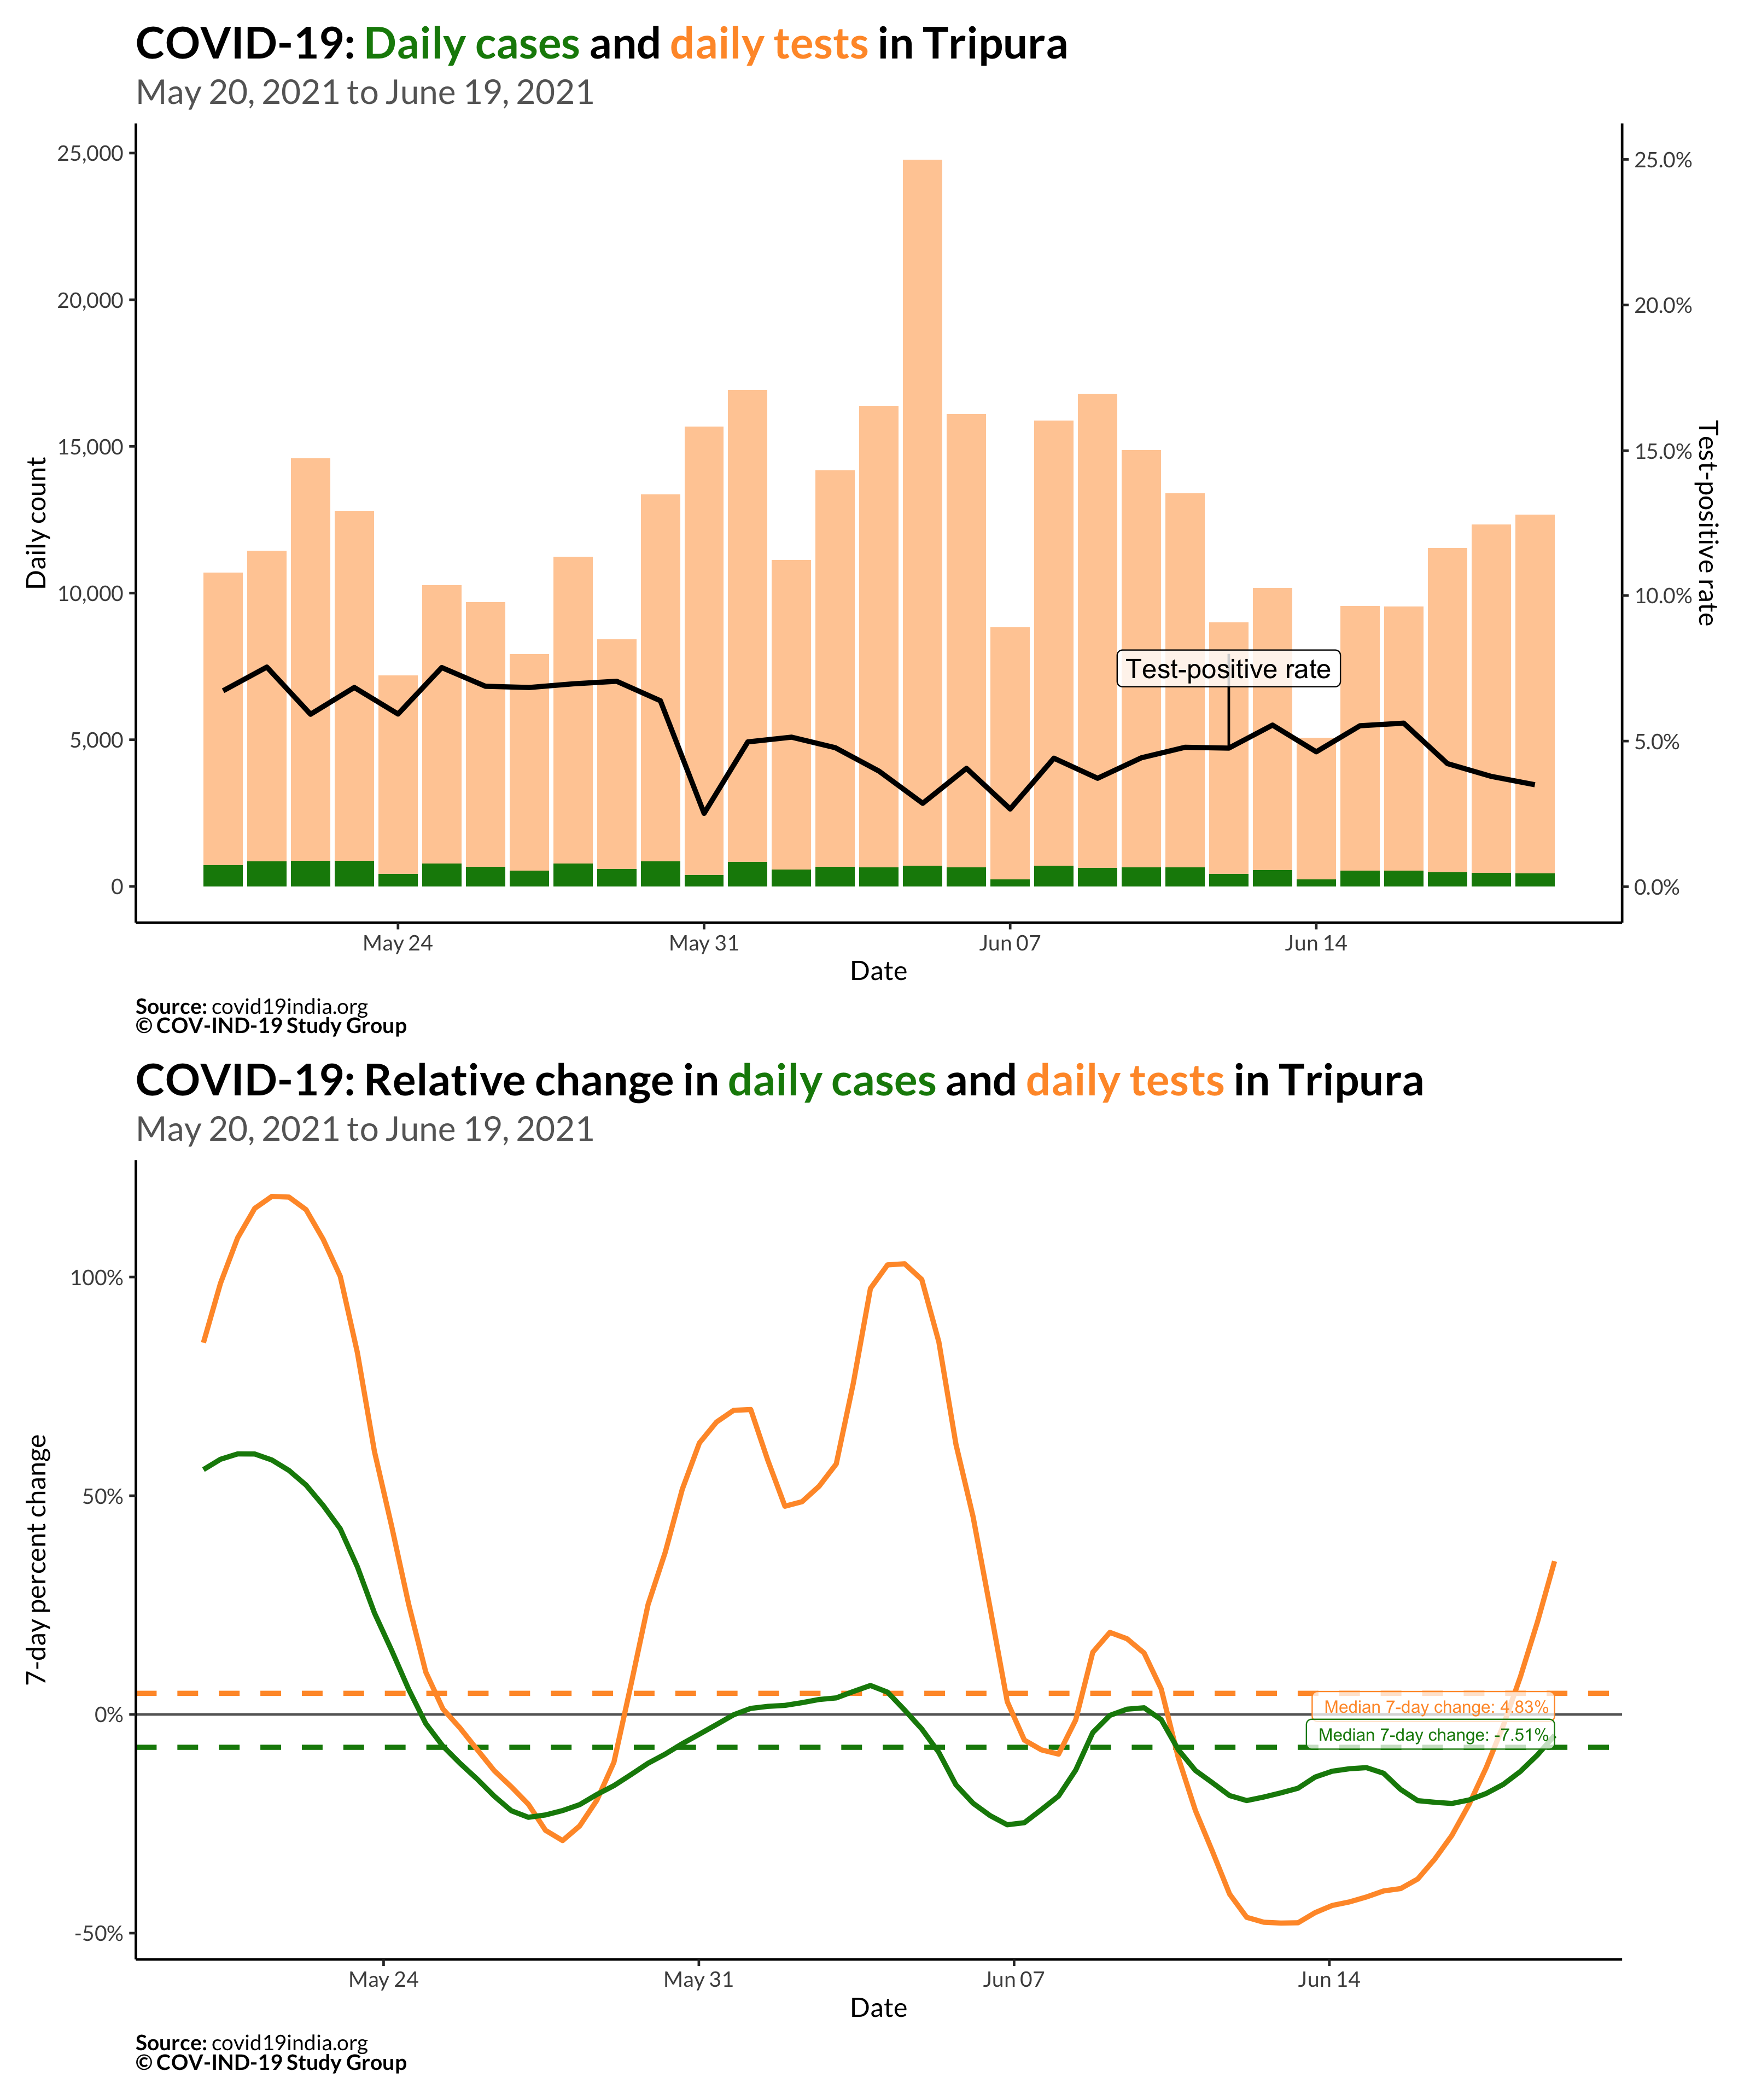 COVID-19: Daily cases and daily tests in Tripura
May 20, 2021 to June 19, 2021
25,000
20,000
15,000
10,000
5,000
0
Daily count
25.0%
20.0%
15.0%
10.0%
5.0%
0.0%
Test-positive rate
Test-positive rate
May 24
May 31
Jun 07
Jun 14
Date
Source: covid19india.org
© COV-IND-19 Study Group
COVID-19: Relative change in daily cases and daily tests in Tripura
May 20, 2021 to June 19, 2021
100%
50%
0%
-50%
7-day percent change
Median 7-day change: 4.83%
Median 7-day change: -7.51%
May 24
May 31
Jun 07
Jun 14
Date
Source: covid19india.org
© COV-IND-19 Study Group